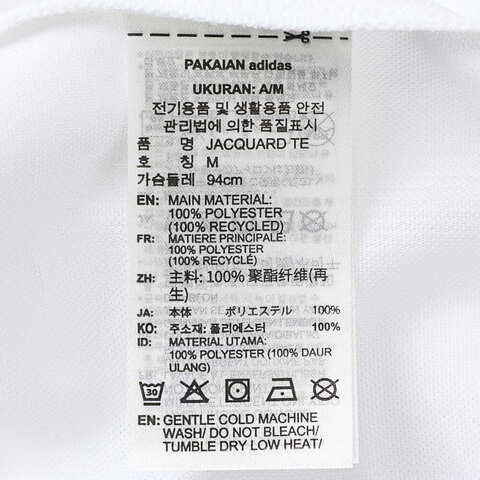 PAKAIAN adidas
UKURAN: A/M
전기용품 및 생활용품 안전
관리법에 의한 품질표시
품 명 JACQUARD TE
호 칭 M
가슴둘레 94cm
EN: MAIN MATERIAL:
100% POLYESTER
(100% RECYCLED)
FR: MATIERE PRINCIPALE:
100% POLYESTER
(100% RECYCLÉ)
ZH: 主料: 100% 聚酯纤维(再
生)
JA: 本体 ポリエステル 100%
KO: 주소재: 폴리에스터 100%
ID: MATERIAL UTAMA:
100% POLYESTER (100% DAUR
ULANG)
30
EN: GENTLE COLD MACHINE
WASH/ DO NOT BLEACH/
TUMBLE DRY LOW HEAT/